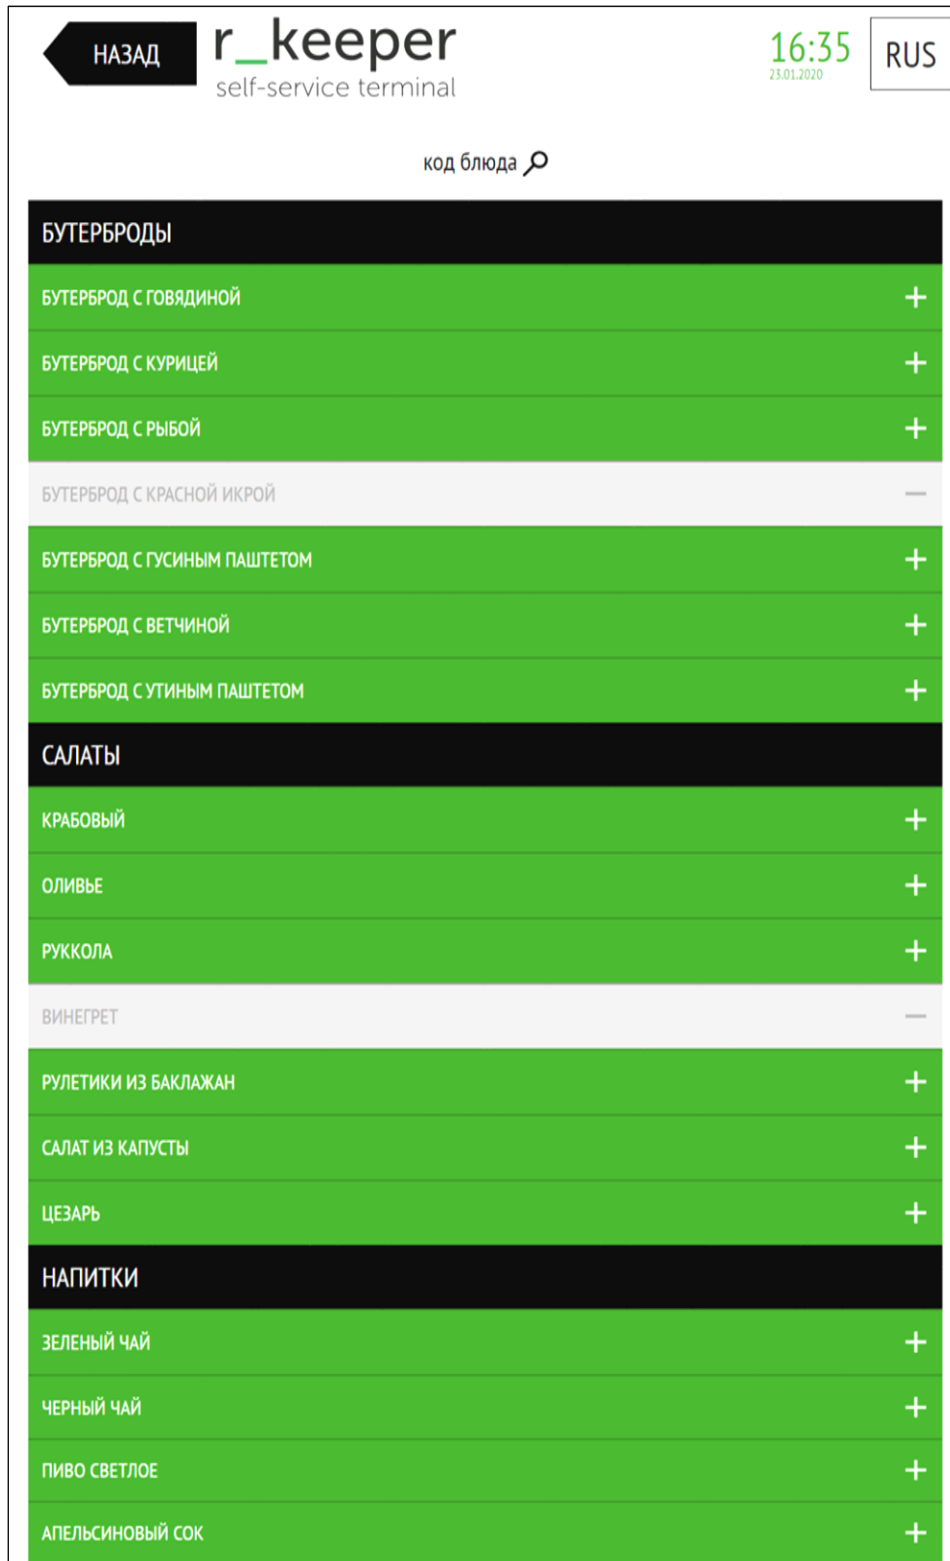 НАЗАД
r_keeper
self-service terminal
16:35
23.01.2020
RUS
код блюда
БУТЕРБРОДЫ
БУТЕРБРОД С ГОВЯДИНОЙ
БУТЕРБРОД С КУРИЦЕЙ
БУТЕРБРОД С РЫБОЙ
БУТЕРБРОД С КРАСНОЙ ИКРОЙ
БУТЕРБРОД С ГУСИНЫМ ПАШТЕТОМ
БУТЕРБРОД С ВЕТЧИНОЙ
БУТЕРБРОД С УТИНЫМ ПАШТЕТОМ
САЛАТЫ
КРАБОВЫЙ
ОЛИВЬЕ
РУККОЛА
ВИНЕГРЕТ
РУЛЕТИКИ ИЗ БАКЛАЖАН
САЛАТ ИЗ КАПУСТЫ
ЦЕЗАРЬ
НАПИТКИ
ЗЕЛЕНЫЙ ЧАЙ
ЧЕРНЫЙ ЧАЙ
ПИВО СВЕТЛОЕ
АПЕЛЬСИНОВЫЙ СОК